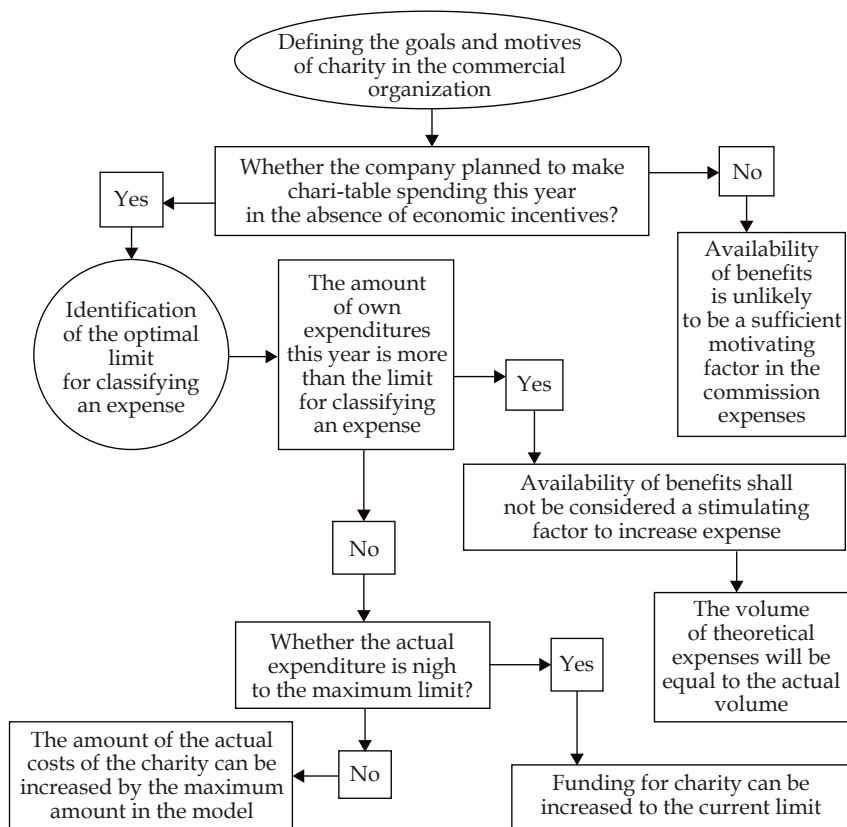 Defining the goals and motives
of charity in the commercial
organization
Whether the company planned to make
chari-table spending this year
in the absence of economic incentives?
Yes
No
Identification
of the optimal
limit
for classifying
an expense
The amount
of own
expenditures
this year is more
than the limit
for classifying
an expense
Yes
Availability
of benefits
is unlikely
to be a sufficient
motivating
factor in the
commission
expenses
Availability of benefits shall
not be considered a stimulating
factor to increase expense
No
The volume
of theoretical
expenses will be
equal to the actual
volume
Whether the actual
expenditure is nigh
to the maximum limit?
Yes
No
The amount of the actual
costs of the charity can be
increased by the maximum
amount in the model
Funding for charity can be
increased to the current limit